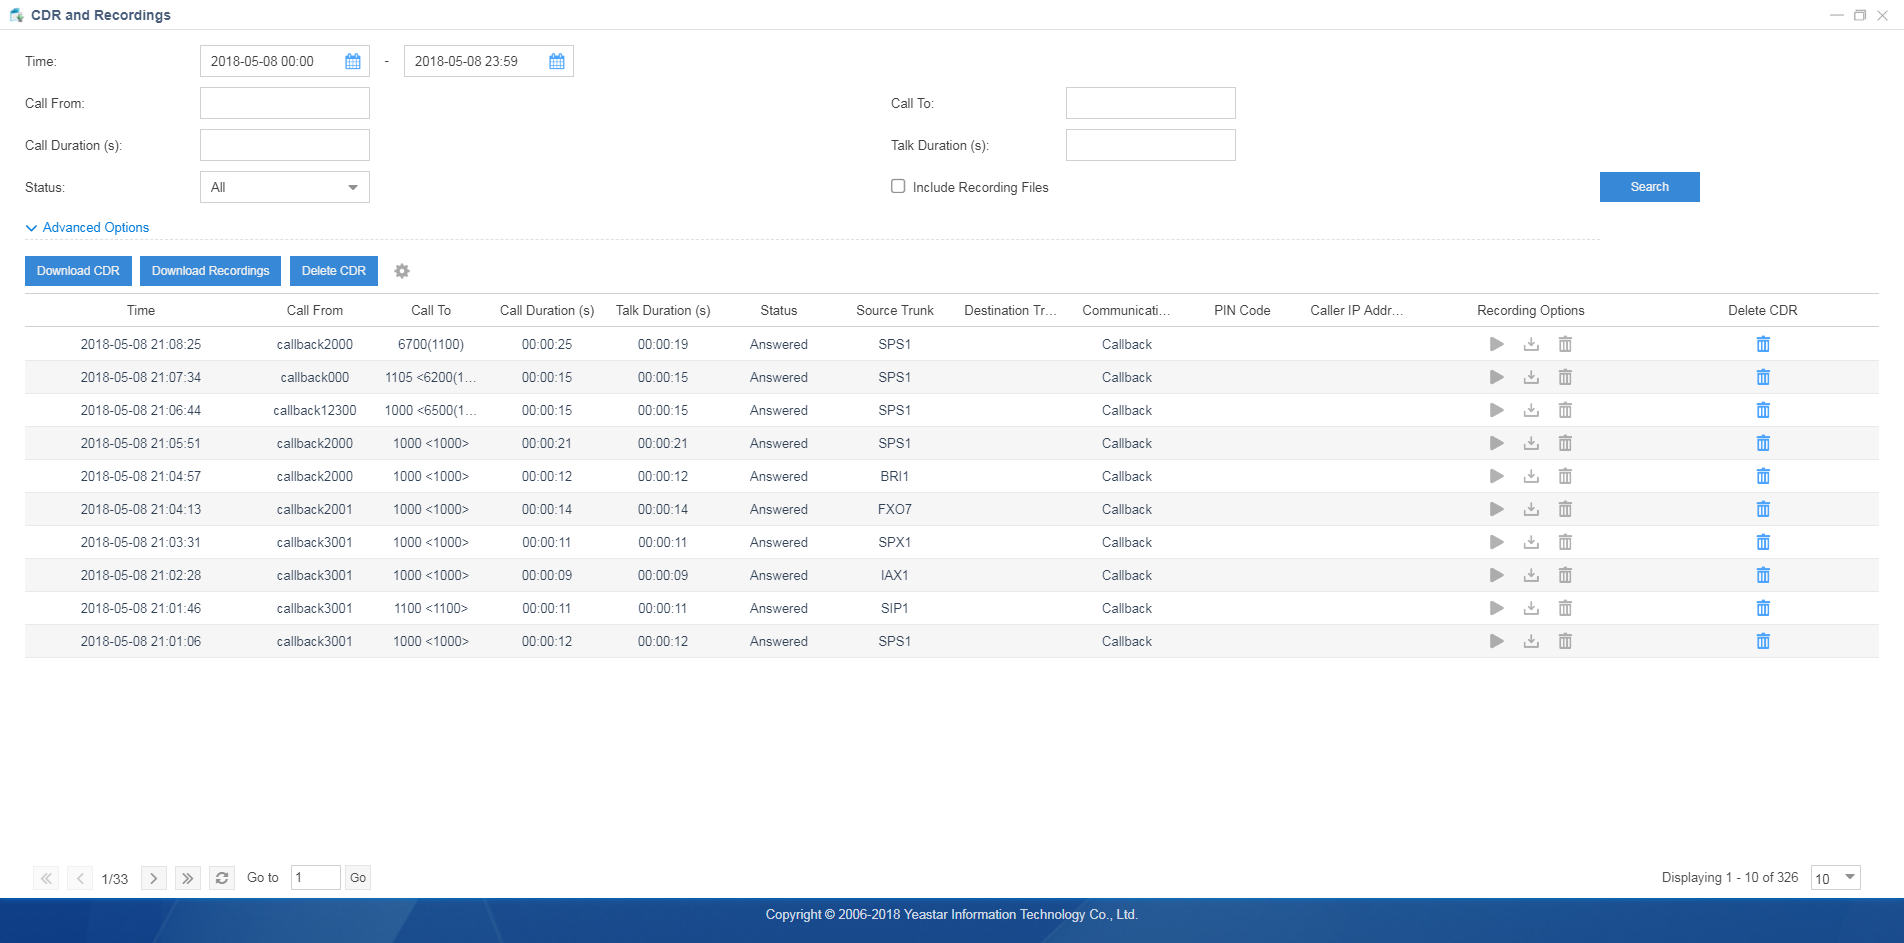 CDR and Recordings
Time: 2018-05-08 00:00 - 2018-05-08 23:59
Call From: Call To:
Call Duration (s): Talk Duration (s):
Status: All Include Recording Files Search
Advanced Options
Download CDR Download Recordings Delete CDR
Time Call From Call To Call Duration (s) Talk Duration (s) Status Source Trunk Destination Tr... Communicati... PIN Code Caller IP Addr... Recording Options Delete CDR
2018-05-08 21:08:25 callback2000 6700(1100) 00:00:25 00:00:19 Answered SPS1 Callback
2018-05-08 21:07:34 callback000 1105 <6200(1... 00:00:15 00:00:15 Answered SPS1 Callback
2018-05-08 21:06:44 callback12300 1000 <6500(1... 00:00:15 00:00:15 Answered SPS1 Callback
2018-05-08 21:05:51 callback2000 1000 <1000> 00:00:21 00:00:21 Answered SPS1 Callback
2018-05-08 21:04:57 callback2000 1000 <1000> 00:00:12 00:00:12 Answered BRI1 Callback
2018-05-08 21:04:13 callback2001 1000 <1000> 00:00:14 00:00:14 Answered FXO7 Callback
2018-05-08 21:03:31 callback3001 1000 <1000> 00:00:11 00:00:11 Answered SPX1 Callback
2018-05-08 21:02:28 callback3001 1000 <1000> 00:00:09 00:00:09 Answered IAX1 Callback
2018-05-08 21:01:46 callback3001 1100 <1100> 00:00:11 00:00:11 Answered SIP1 Callback
2018-05-08 21:01:06 callback3001 1000 <1000> 00:00:12 00:00:12 Answered SPS1 Callback
1/33 Go to 1 Go Displaying 1 - 10 of 326 10
Copyright © 2006-2018 Yeastar Information Technology Co., Ltd.